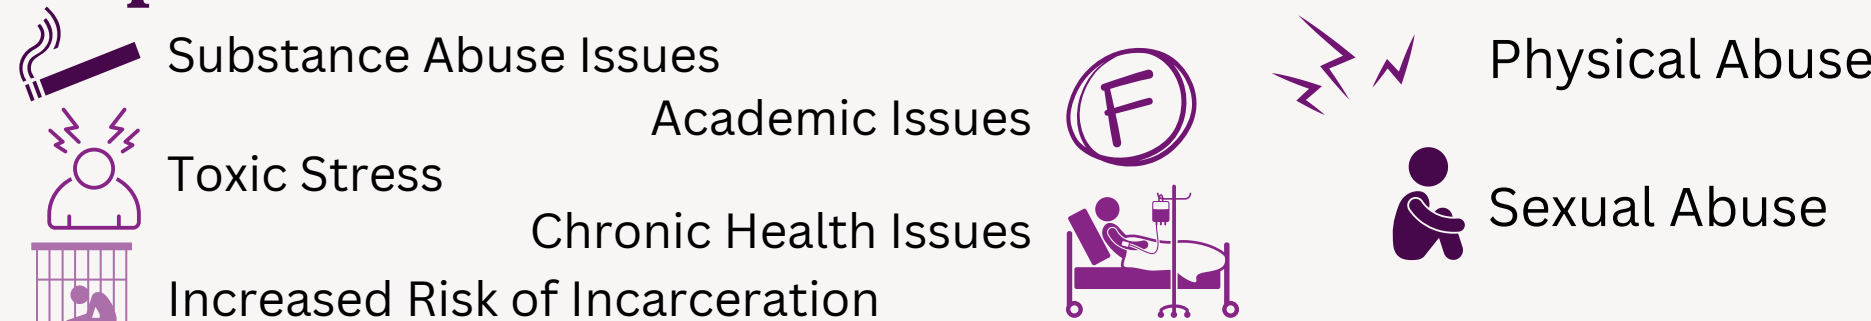 Substance Abuse Issues
Academic Issues
F
Toxic Stress
Chronic Health Issues
Increased Risk of Incarceration
Physical Abuse
Sexual Abuse